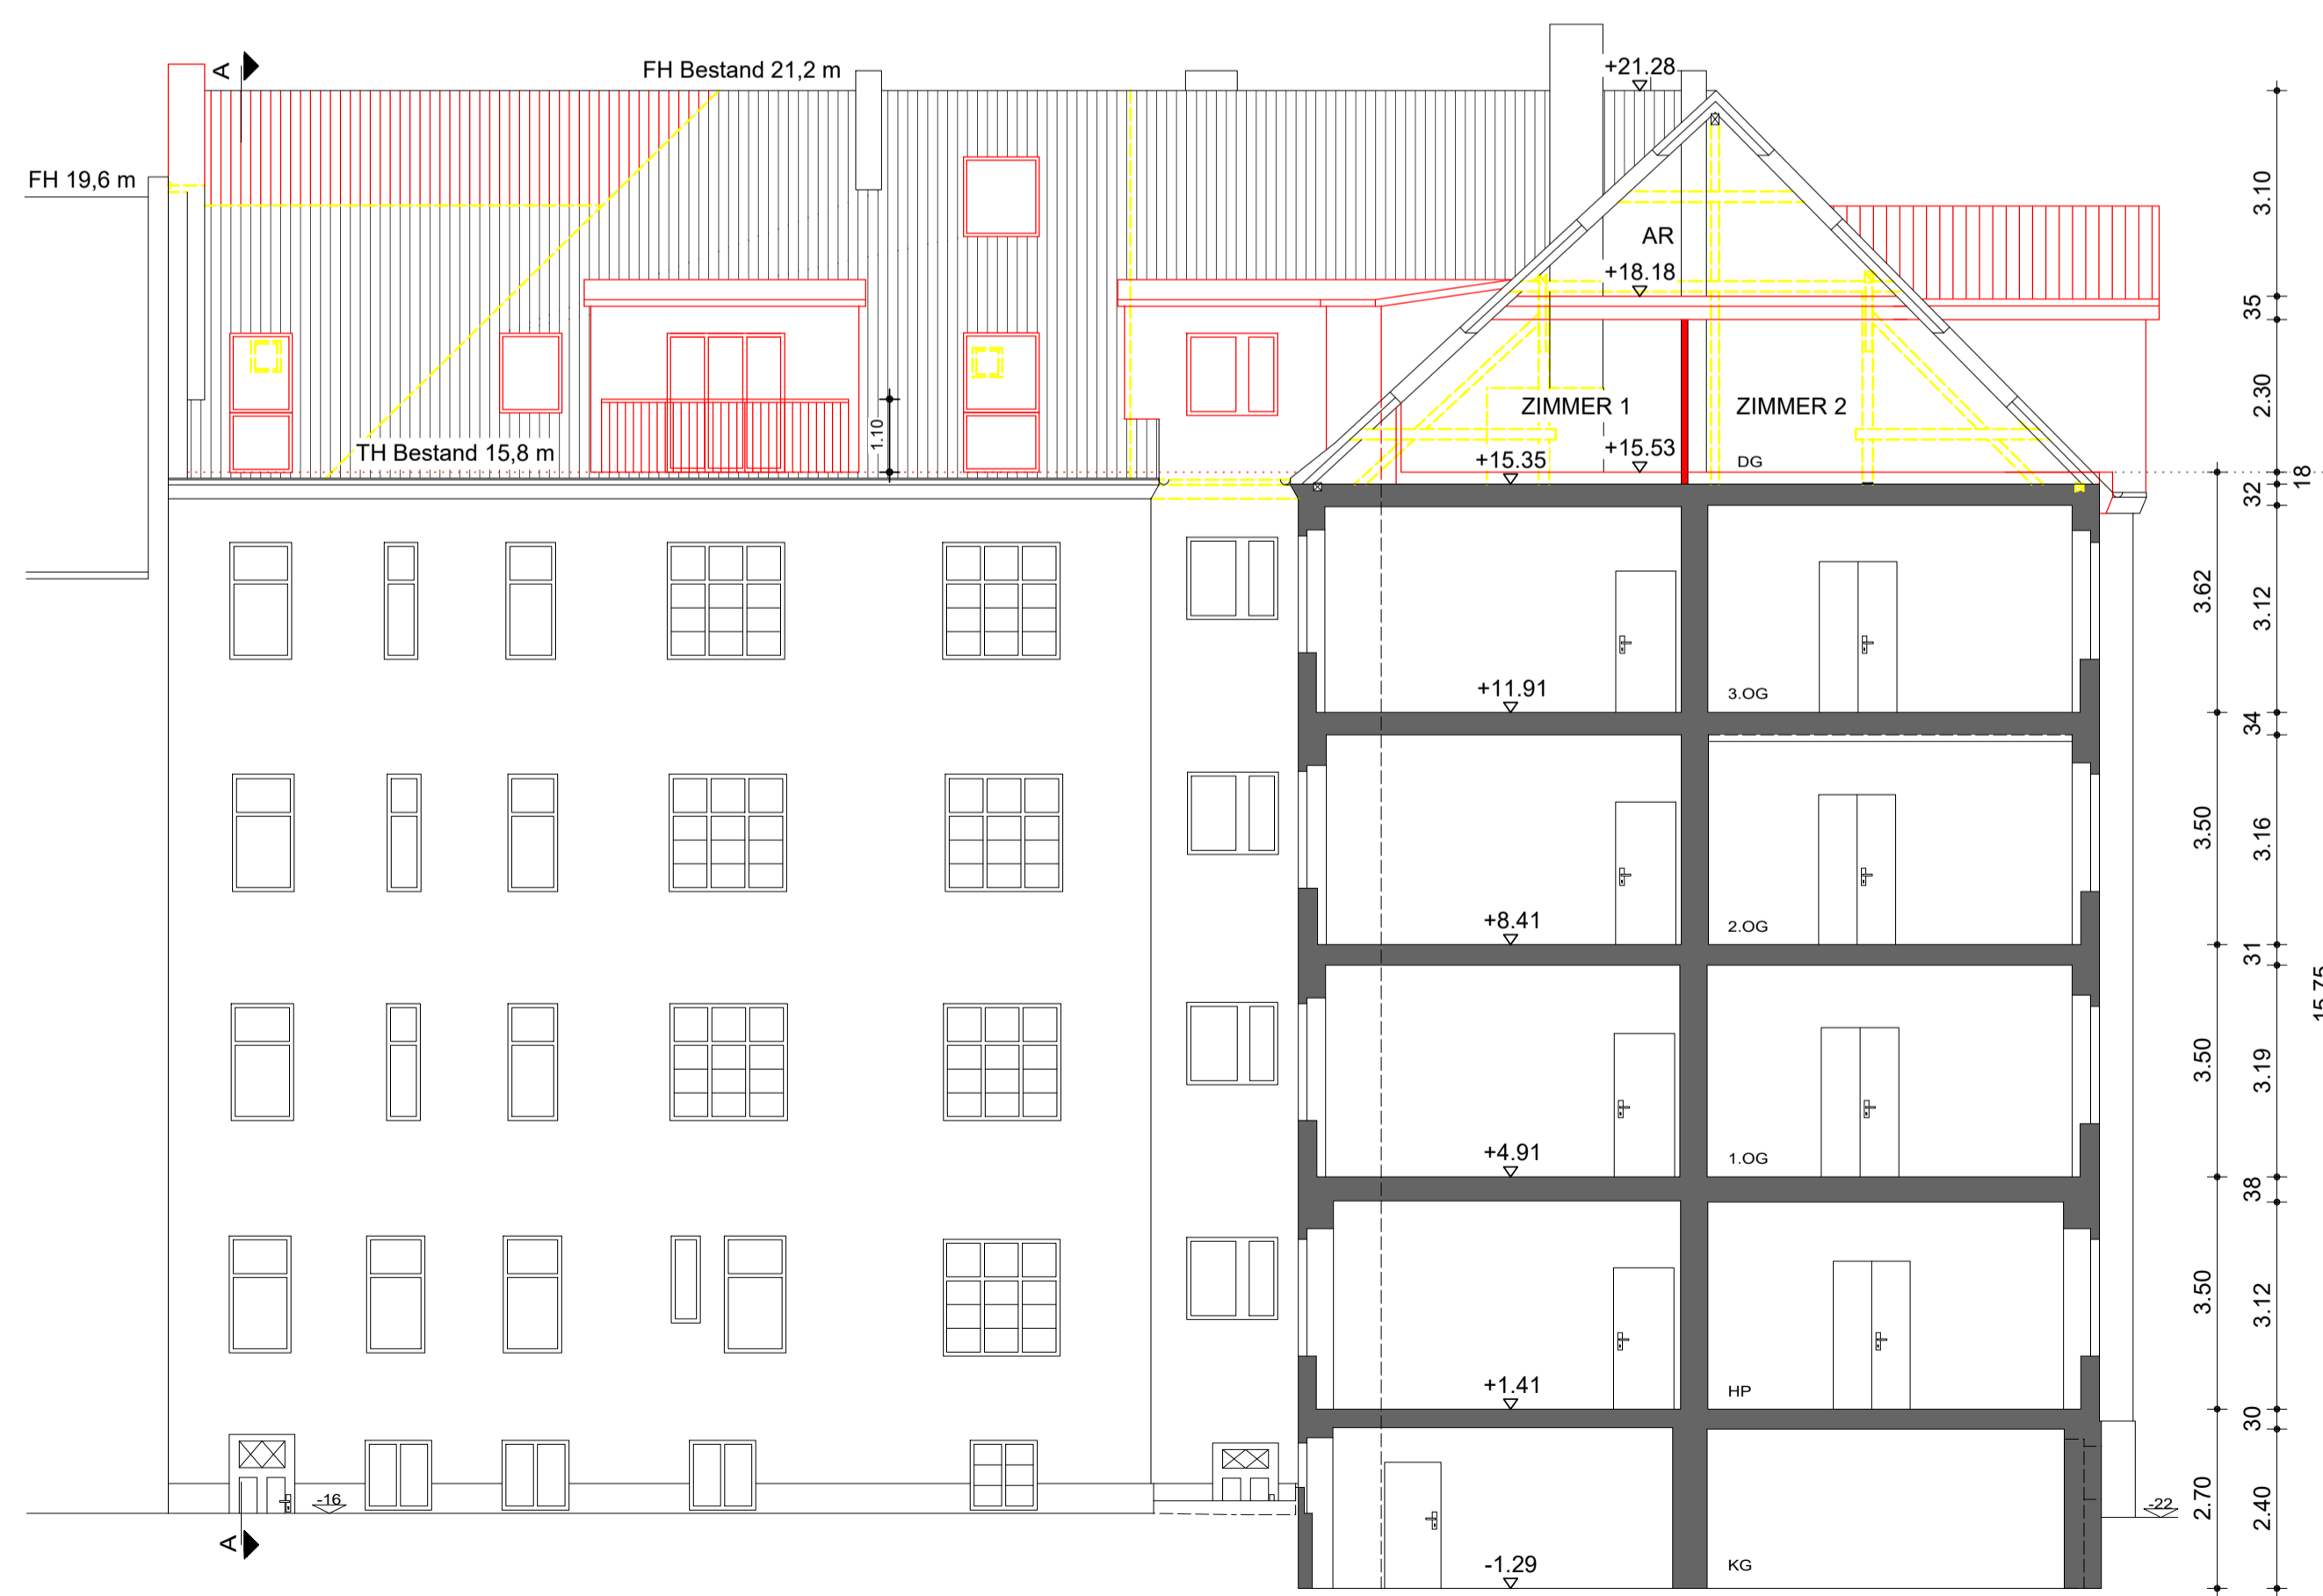 A
FH Bestand 21,2 m
+21.28
FH 19,6 m
3.10
AR
+18.18
35
2.30
ZIMMER 1
ZIMMER 2
1.10
TH Bestand 15,8 m
+15.35
+15.53
DG
18
32
3.62
3.12
+11.91
3.OG
34
3.50
3.16
+8.41
2.OG
31
15.75
3.50
3.19
+4.91
1.OG
38
3.50
3.12
+1.41
HP
30
-16
2.70
2.40
-22
A
-1.29
KG